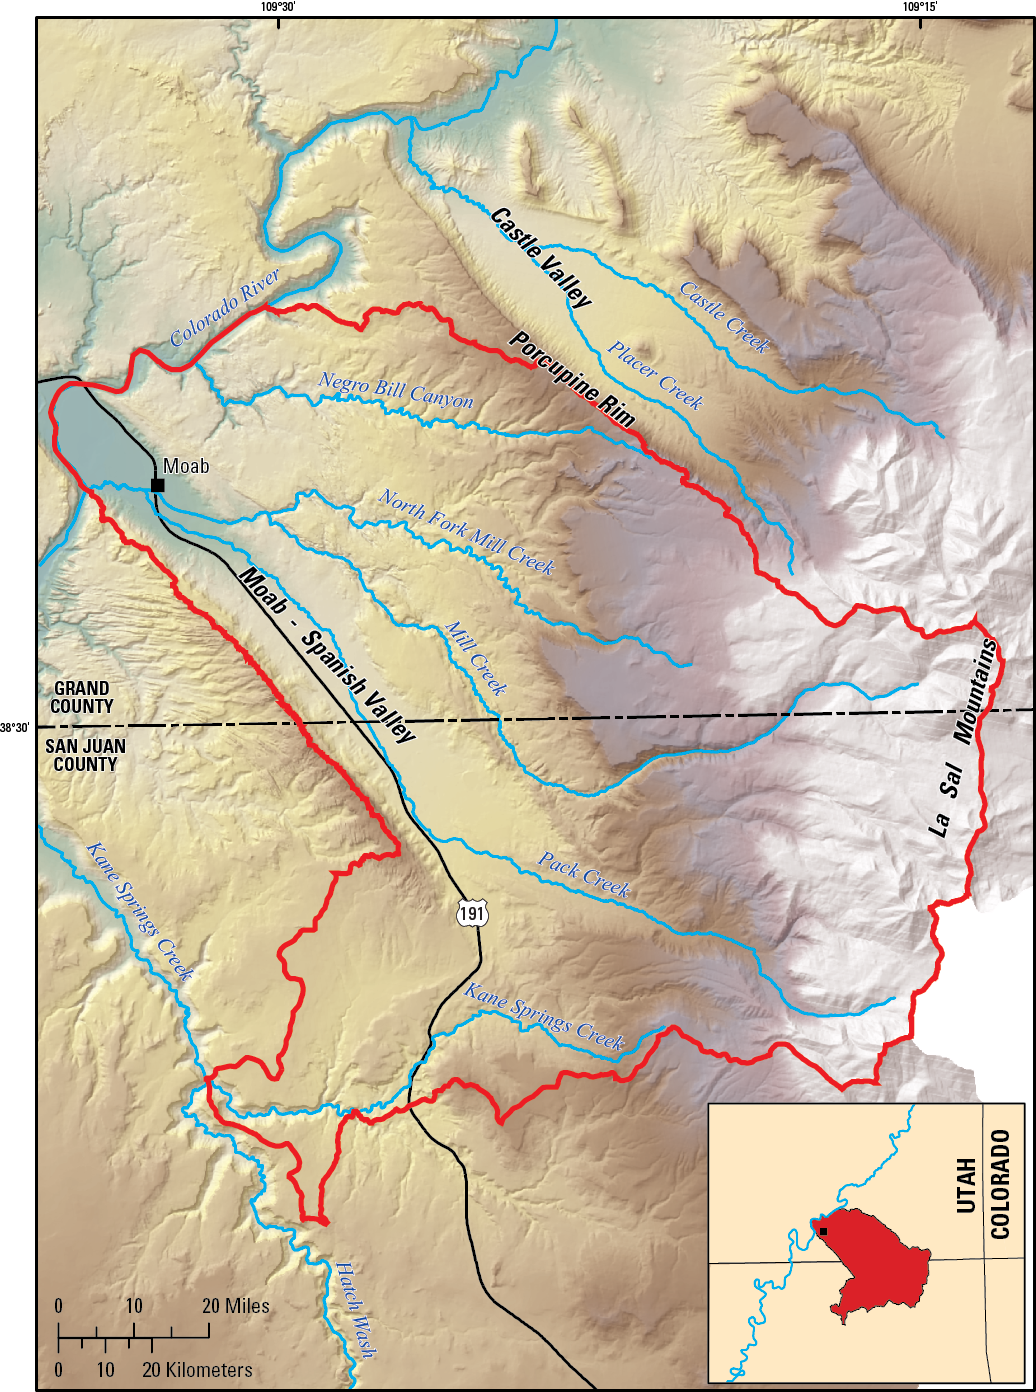 109°30'
109°15'
Castle Valley
Castle Creek
Colorado River
Porcupine Rim
Placer Creek
Negro Bill Canyon
Moab
North Fork Mill Creek
Moab - Spanish Valley
Mill Creek
La Sal Mountains
GRAND
COUNTY
38°30'
SAN JUAN
COUNTY
Kane Springs Creek
Pack Creek
191
Kane Springs Creek
UTAH
COLORADO
Hatch Wash
0 10 20 Miles
0 10 20 Kilometers